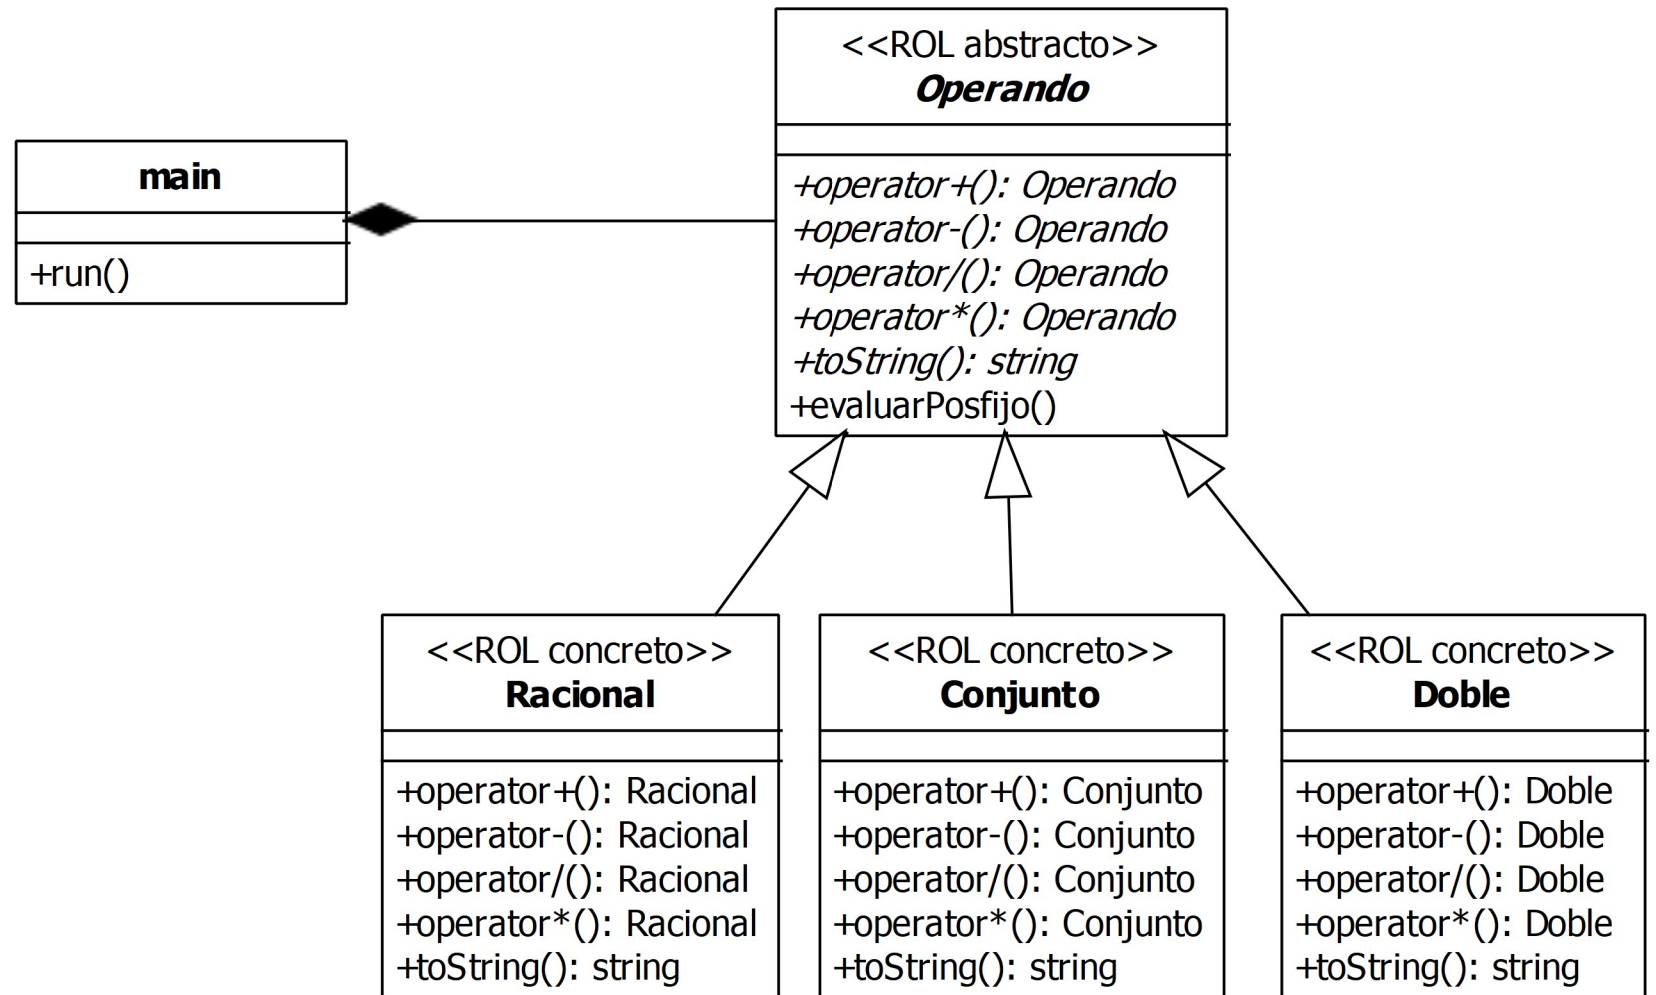 <<ROL abstracto>>
Operando
+operator+(): Operando
+operator-(): Operando
+operator/(): Operando
+operator*(): Operando
+toString(): string
+evaluarPosfijo()
main
+run()
<<ROL concreto>>
Racional
+operator+(): Racional
+operator-(): Racional
+operator/(): Racional
+operator*(): Racional
+toString(): string
<<ROL concreto>>
Conjunto
+operator+(): Conjunto
+operator-(): Conjunto
+operator/(): Conjunto
+operator*(): Conjunto
+toString(): string
<<ROL concreto>>
Doble
+operator+(): Doble
+operator-(): Doble
+operator/(): Doble
+operator*(): Doble
+toString(): string